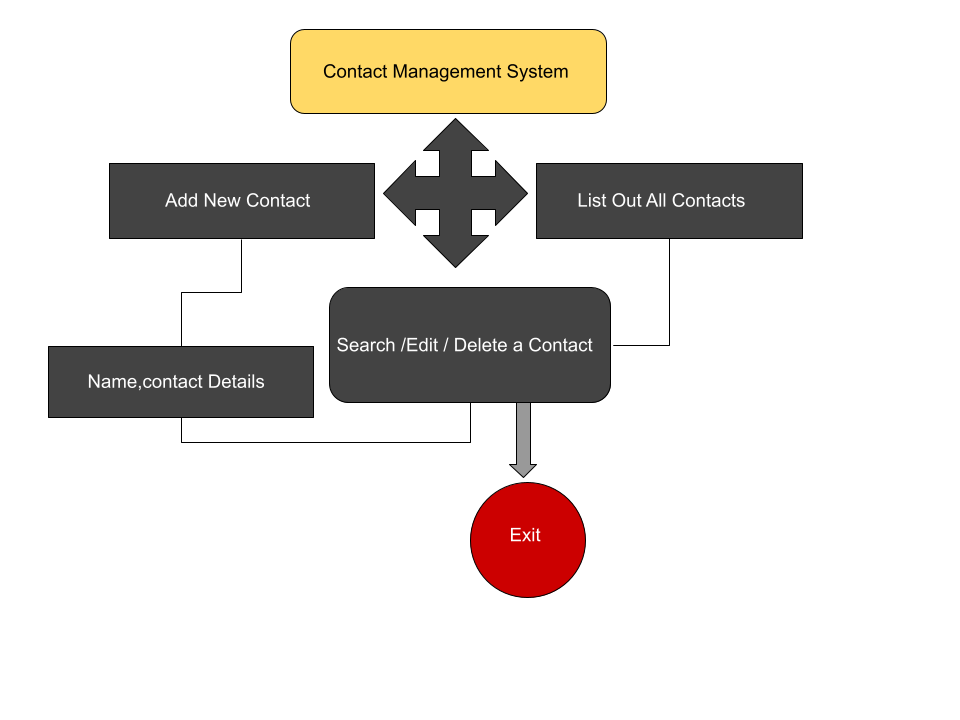 Contact Management System
Add New Contact
List Out All Contacts
Search /Edit / Delete a Contact
Name,contact Details
Exit